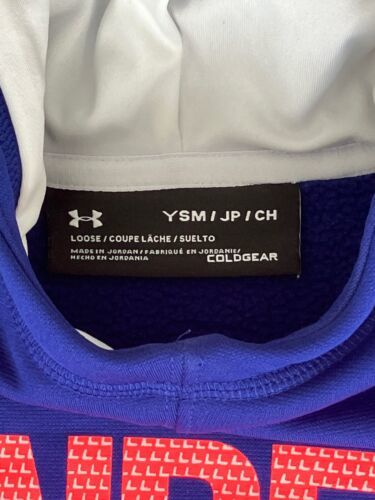 YSM / JP / CH
LOOSE / COUPE LÂCHE / SUELTO
MADE IN JORDAN / FABRIQUÉ EN JORDANIE/
HECHO EN JORDANIA
COLDGEAR